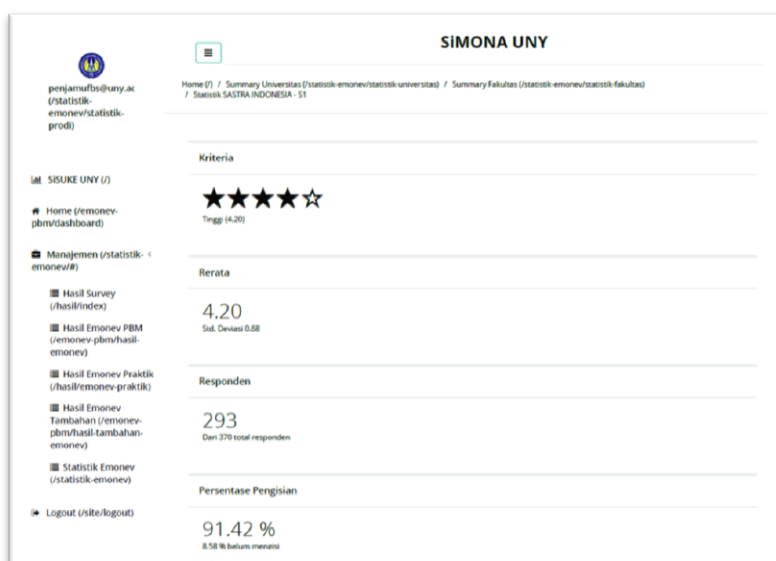 SiMONA UNY
penjamufbs@uny.ac
(/statistik-
emonev/statistik-
prodi)
Home (/) / Summary Universitas (/statistik-emonev/statistik-universitas) / Summary Fakultas (/statistik-emonev/statistik-fakultas)
/ Statistik SASTRA INDONESIA - S1
SISUKE UNY (/)
Home (/emonev-
pbm/dashboard)
Manajemen (/statistik-
emonev/#)
Hasil Survey
(/hasil/index)
Hasil Emonev PBM
(/emonev-pbm/hasil-
emonev)
Hasil Emonev Praktik
(/hasil/emonev-praktik)
Hasil Emonev
Tambahan (/emonev-
pbm/hasil-tambahan-
emonev)
Statistik Emonev
(/statistik-emonev)
Logout (/site/logout)
Kriteria
Tinggi (4.20)
Rerata
4.20
Std. Deviasi 0.68
Responden
293
Dari 370 total responden
Persentase Pengisian
91.42 %
8.58 % belum mengisi